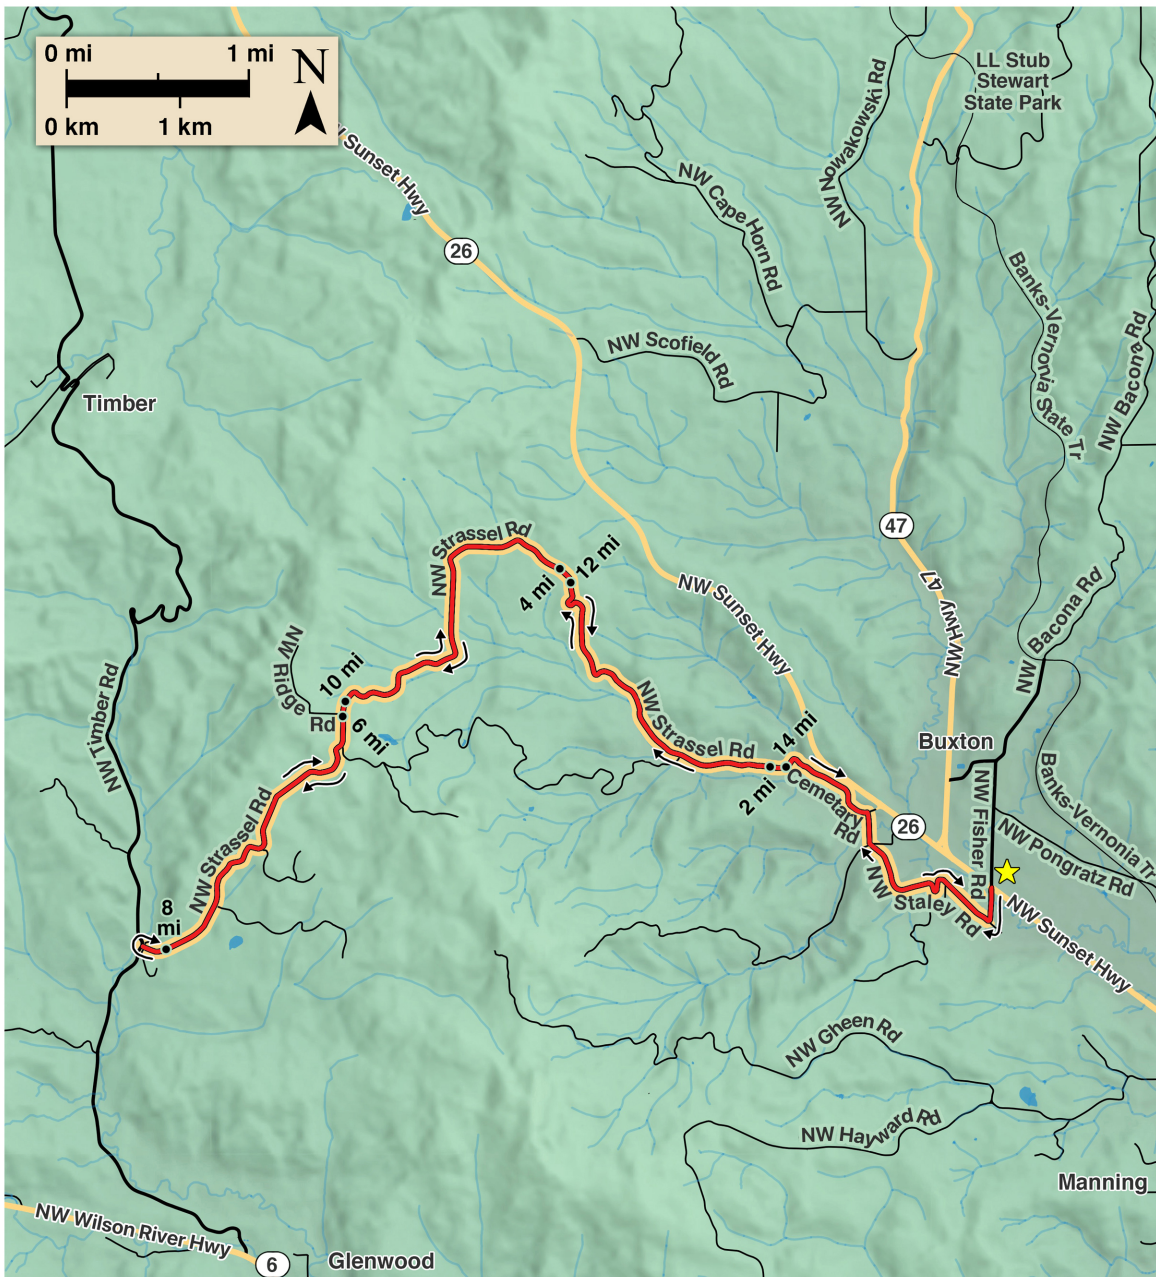 0 mi 1 mi
N
0 km 1 km
LL Stub
Stewart
State Park
NW Nowakowski Rd
Sunset Hwy
NW Cape Horn Rd
26
Banks-Vernonia State Tr
NW Bacona Rd
NW Scofield Rd
Timber
47
NW Strassel Rd
12 mi
4 mi
NW Sunset Hwy
NW Hwy 47
NW Bacona Rd
NW Ridge
Rd
10 mi
6 mi
NW Timber Rd
NW Strassel Rd
14 mi
2 mi
Buxton
Cemetary
Rd
26
NW Fisher Rd
Banks-Vernonia Tr
NW Pongratz Rd
NW Strassel Rd
NW Staley Rd
NW Sunset Hwy
8
mi
NW Gheen Rd
NW Hayward Rd
Manning
NW Wilson River Hwy
6
Glenwood